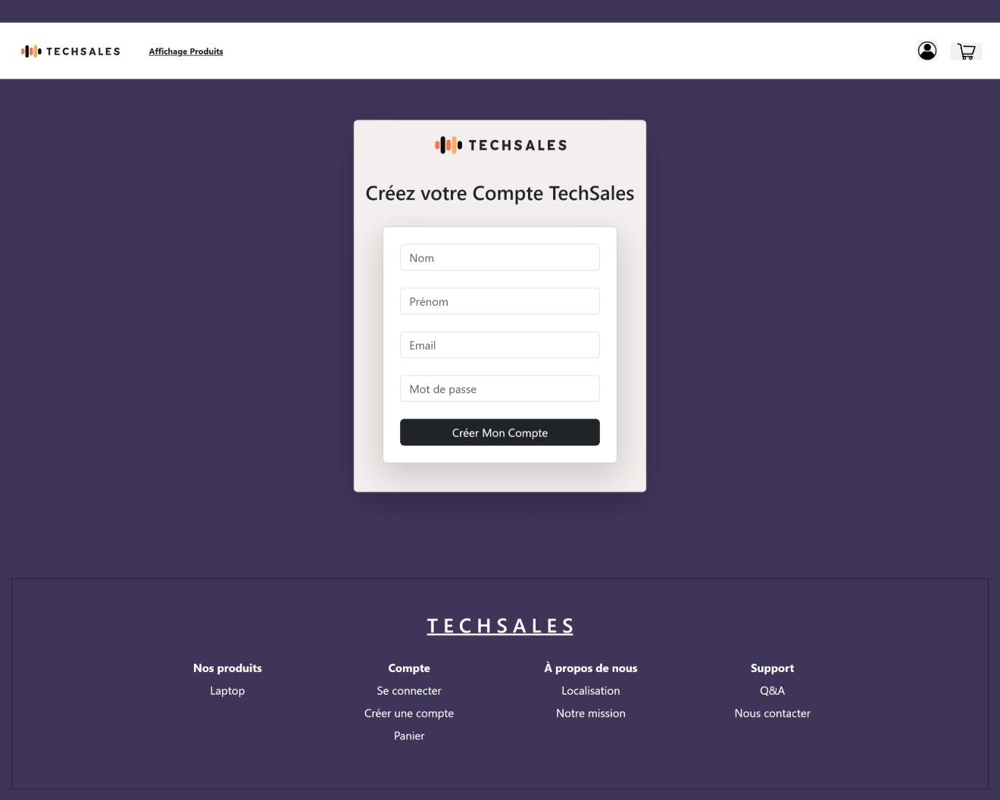 TECHSALES
Affichage Produits
TECHSALES
Créez votre Compte TechSales
Nom
Prénom
Email
Mot de passe
Créer Mon Compte
TECHSALES
Nos produits
Laptop
Compte
Se connecter
Créer une compte
Panier
À propos de nous
Localisation
Notre mission
Support
Q&A
Nous contacter